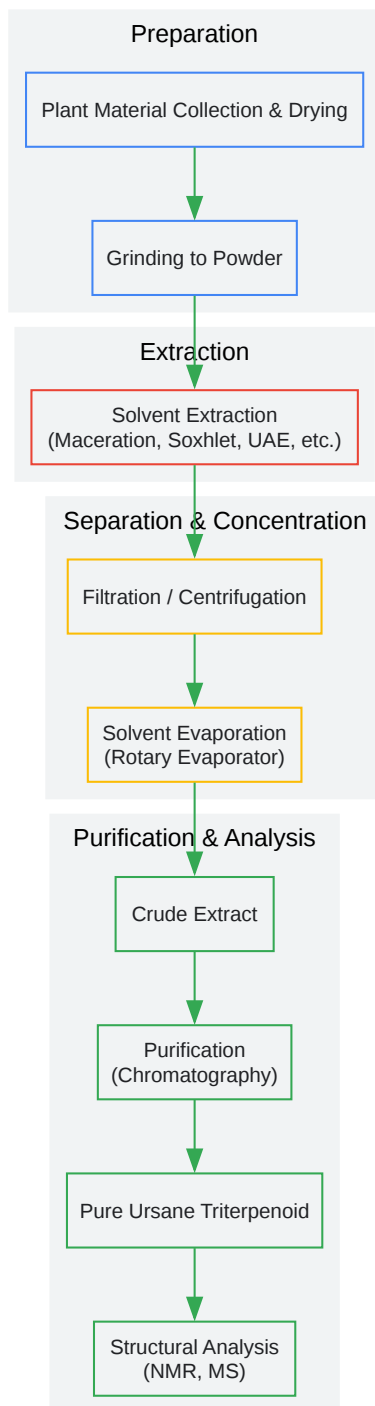 Preparation
Plant Material Collection & Drying
Grinding to Powder
Extraction
Solvent Extraction
(Maceration, Soxhlet, UAE, etc.)
Separation & Concentration
Filtration / Centrifugation
Solvent Evaporation
(Rotary Evaporator)
Purification & Analysis
Crude Extract
Purification
(Chromatography)
Pure Ursane Triterpenoid
Structural Analysis
(NMR, MS)